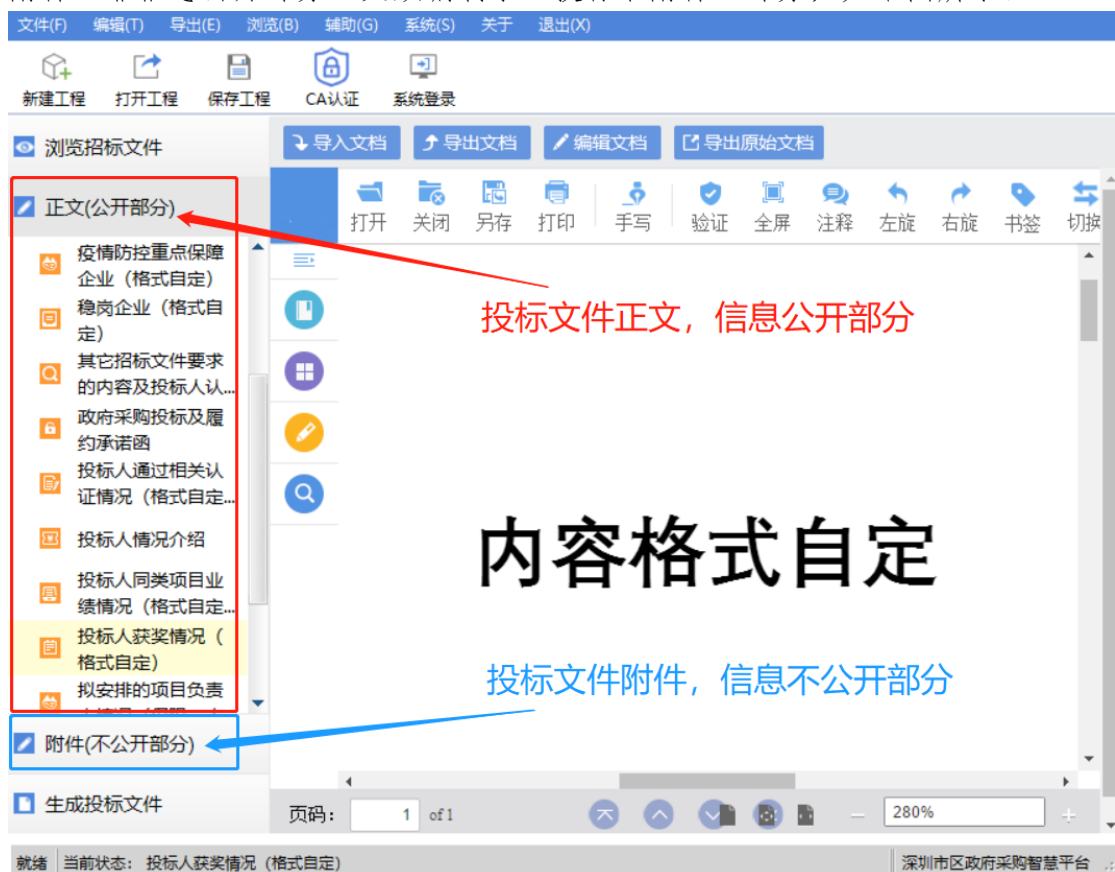 文件(F) 编辑(T) 导出(E) 浏览(B) 辅助(G) 系统(S) 关于 退出(X)
新建工程 打开工程 保存工程 CA认证 系统登录
浏览招标文件
导入文档 导出文档 编辑文档 导出原始文档
正文(公开部分)
打开 关闭 另存 打印 手写 验证 全屏 注释 左旋 右旋 书签 切换
疫情防控重点保障
企业（格式自定）
稳岗企业（格式自
定）
其它招标文件要求
的内容及投标人认...
政府采购投标及履
约承诺函
投标人通过相关认
证情况（格式自定...
投标人情况介绍
投标人同类项目业
绩情况（格式自定...
投标人获奖情况（
格式自定）
拟安排的项目负责
投标文件正文，信息公开部分
内容格式自定
投标文件附件，信息不公开部分
附件(不公开部分)
生成投标文件
页码： 1 of 1 280%
就绪 当前状态： 投标人获奖情况（格式自定） 深圳市区政府采购智慧平台